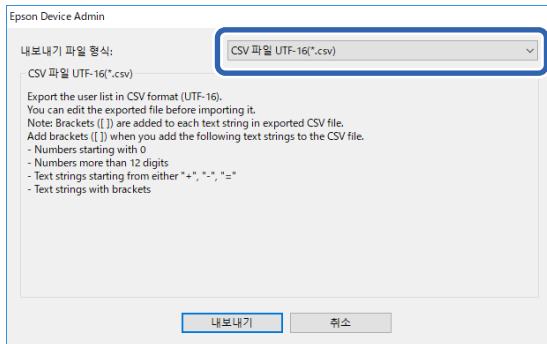 Epson Device Admin
내보내기 파일 형식:
CSV 파일 UTF-16(*.csv)
CSV 파일 UTF-16(*.csv)
Export the user list in CSV format (UTF-16).
You can edit the exported file before importing it.
Note: Brackets ([ ]) are added to each text string in exported CSV file.
Add brackets ([ ]) when you add the following text strings to the CSV file.
- Numbers starting with 0
- Numbers more than 12 digits
- Text strings starting from either "+", "-", "="
- Text strings with brackets
내보내기
취소